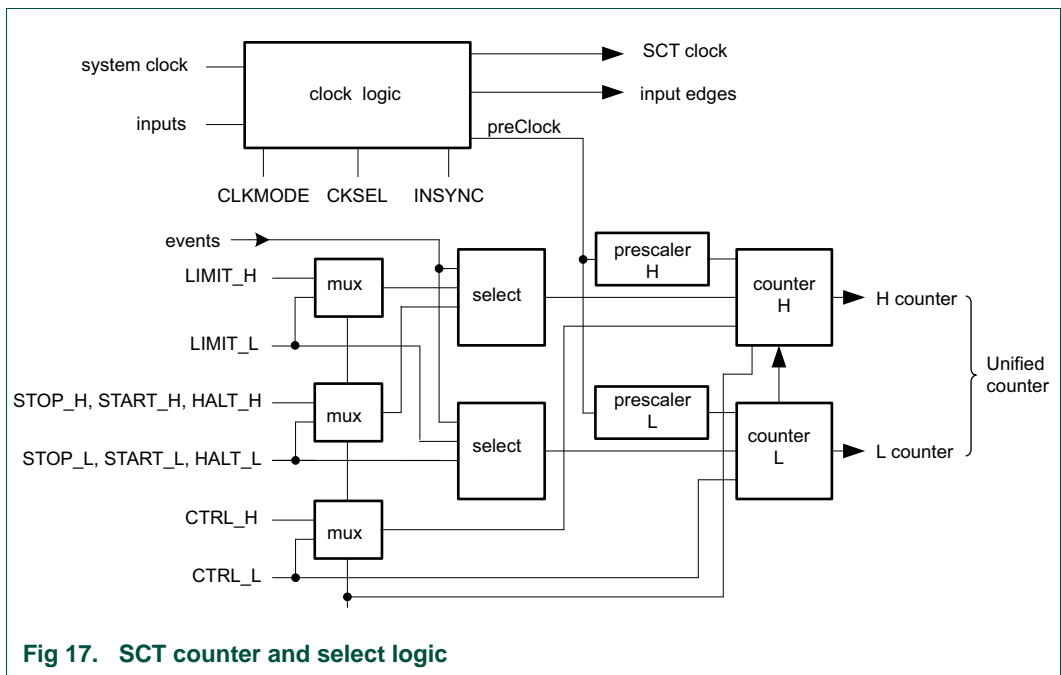 system clock
inputs
clock logic
SCT clock
input edges
preClock
CLKMODE
CKSEL
INSYNC
events
LIMIT_H
LIMIT_L
STOP_H, START_H, HALT_H
STOP_L, START_L, HALT_L
CTRL_H
CTRL_L
mux
mux
mux
select
select
prescaler
H
counter
H
H counter
prescaler
L
counter
L
L counter
Unified
counter
Fig 17. SCT counter and select logic